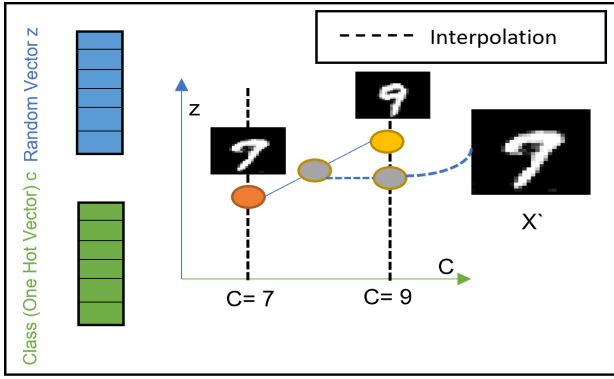 Interpolation
Random Vector z
Class (One Hot Vector) c
z
C
C= 7
C= 9
X`